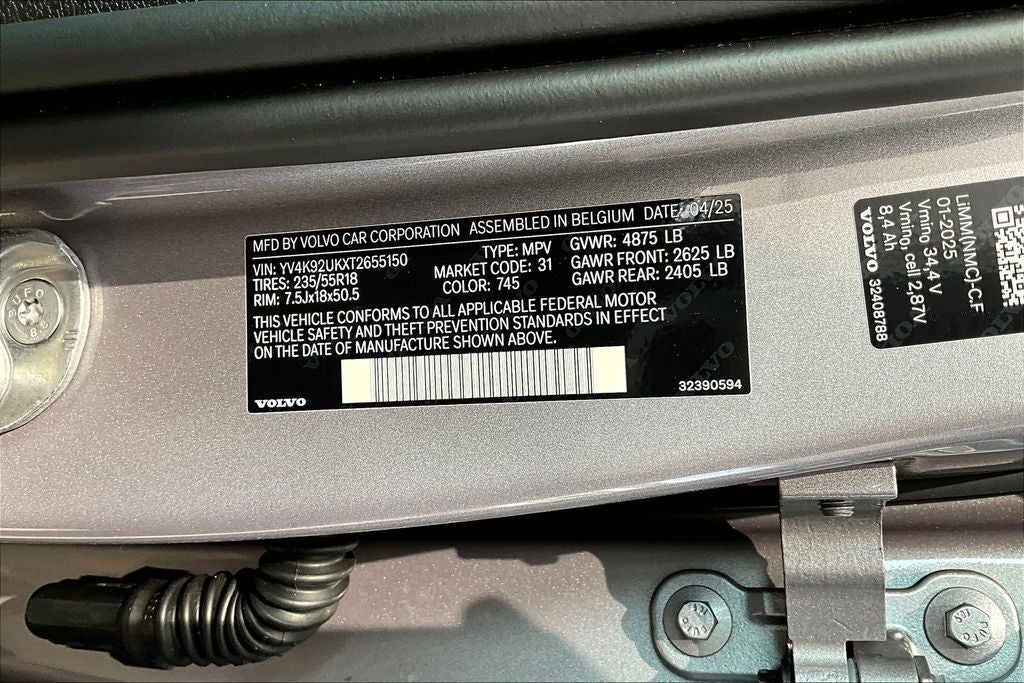 MFD BY VOLVO CAR CORPORATION ASSEMBLED IN BELGIUM DATE: 04/25
VIN: YV4K92UKXT2655150 TYPE: MPV GVWR: 4875 LB
TIRES: 235/55R18 MARKET CODE: 31 GAWR FRONT: 2625 LB
RIM: 7.5Jx18x50.5 COLOR: 745 GAWR REAR: 2405 LB
THIS VEHICLE CONFORMS TO ALL APPLICABLE FEDERAL MOTOR
VEHICLE SAFETY AND THEFT PREVENTION STANDARDS IN EFFECT
ON THE DATE OF MANUFACTURE SHOWN ABOVE.
VOLVO
32390594
LiMM(NMC)-C.F
01-2025
Vming 34,4 V
Vming, cell 2,87V
8,4 Ah
VOLVO 32408788